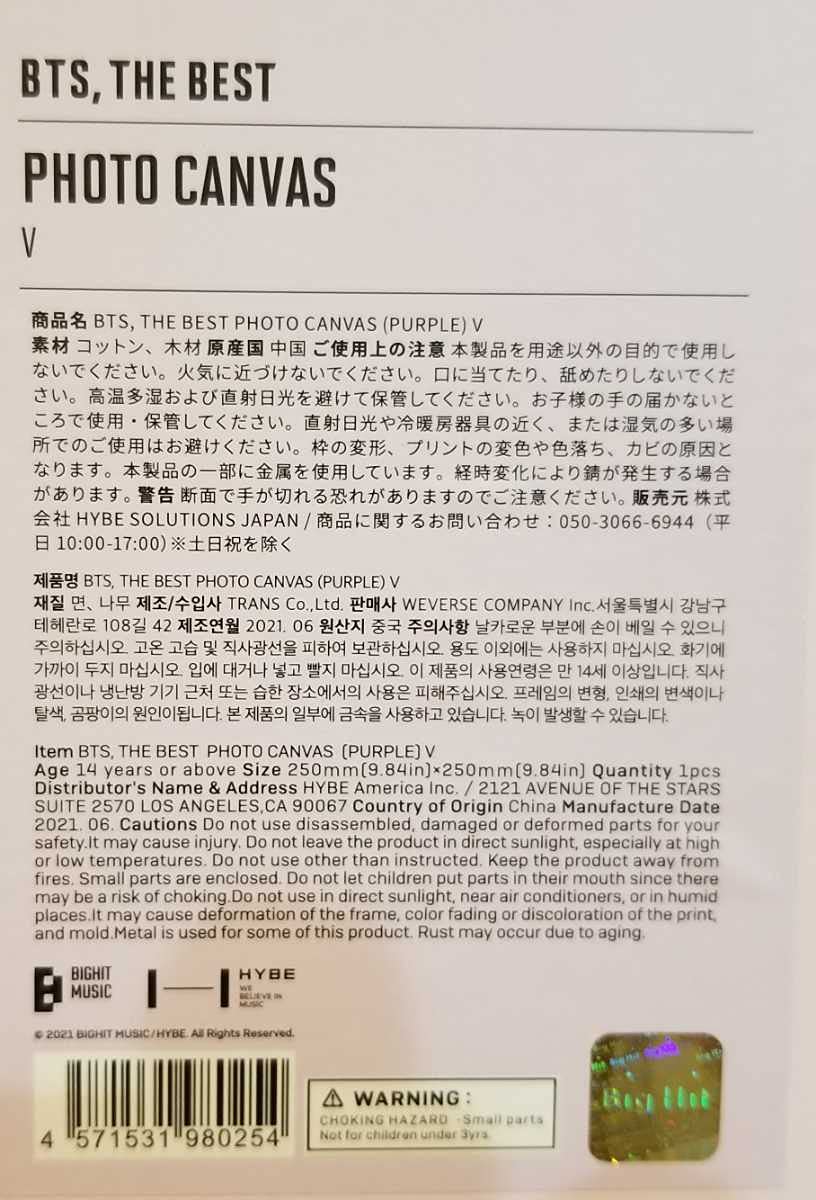 BTS, THE BEST
PHOTO CANVAS
V
商品名 BTS, THE BEST PHOTO CANVAS (PURPLE) V
素材 コットン、木材 原産国 中国 ご使用上の注意 本製品を用途以外の目的で使用し
ないでください。火気に近づけないでください。口に当てたり、舐めたりしないでくだ
さい。高温多湿および直射日光を避けて保管してください。お子様の手の届かないと
ころで使用・保管してください。直射日光や冷暖房器具の近く、または湿気の多い場
所でのご使用はお避けください。枠の変形、プリントの変色や色落ち、カビの原因と
なります。本製品の一部に金属を使用しています。経時変化により錆が発生する場合
があります。警告 断面で手が切れる恐れがありますのでご注意ください。販売元 株式
会社 HYBE SOLUTIONS JAPAN / 商品に関するお問い合わせ：050-3066-6944（平
日 10:00-17:00）※土日祝を除く
제품명 BTS, THE BEST PHOTO CANVAS (PURPLE) V
재질 면、나무 제조/수입사 TRANS Co.,Ltd. 판매사 WEVERSE COMPANY Inc.서울특별시 강남구
테헤란로 108길 42 제조연월 2021. 06 원산지 중국 주의사항 날카로운 부분에 손이 베일 수 있으니
주의하십시오. 고온 고습 및 직사광선을 피하여 보관하십시오. 용도 이외에는 사용하지 마십시오. 화기에
가까이 두지 마십시오. 입에 대거나 넣고 빨지 마십시오. 이 제품의 사용연령은 만 14세 이상입니다. 직사
광선이나 냉난방 기기 근처 또는 습한 장소에서의 사용은 피해주십시오. 프레임의 변형, 인쇄의 변색이나
탈색, 곰팡이의 원인이됩니다. 본 제품의 일부에 금속을 사용하고 있습니다. 녹이 발생할 수 있습니다.
Item BTS, THE BEST PHOTO CANVAS (PURPLE) V
Age 14 years or above Size 250mm(9.84in)×250mm(9.84in) Quantity 1pcs
Distributor's Name & Address HYBE America Inc. / 2121 AVENUE OF THE STARS
SUITE 2570 LOS ANGELES,CA 90067 Country of Origin China Manufacture Date
2021. 06. Cautions Do not use disassembled, damaged or deformed parts for your
safety.It may cause injury. Do not leave the product in direct sunlight, especially at high
or low temperatures. Do not use other than instructed. Keep the product away from
fires. Small parts are enclosed. Do not let children put parts in their mouth since there
may be a risk of choking.Do not use in direct sunlight, near air conditioners, or in humid
places.It may cause deformation of the frame, color fading or discoloration of the print,
and mold.Metal is used for some of this product. Rust may occur due to aging.
BIGHIT
MUSIC
HYBE
WE
BELIEVE IN
MUSIC
© 2021 BIGHIT MUSIC/HYBE. All Rights Reserved.
4 571531 980254
⚠ WARNING :
CHOKING HAZARD -Small parts
Not for children under 3yrs.
Big Hit